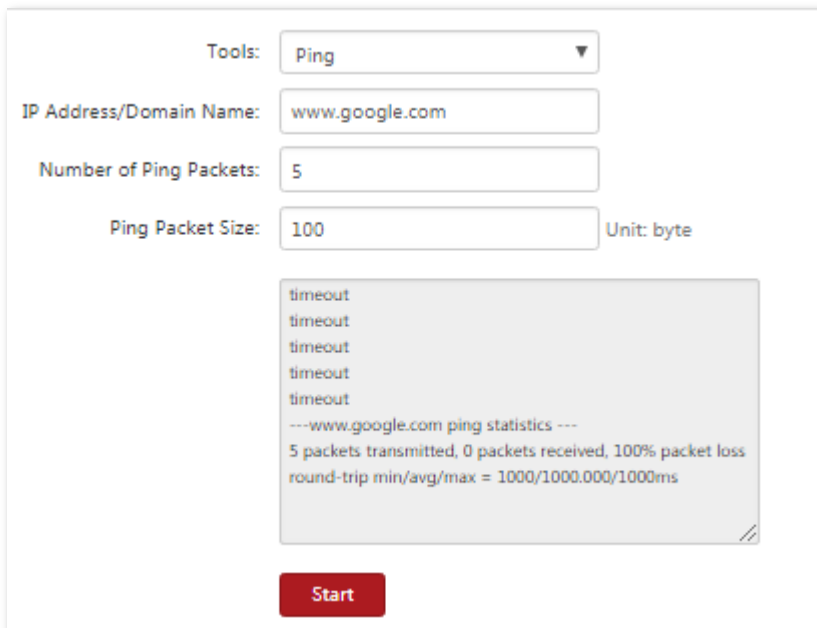 Tools: Ping
IP Address/Domain Name: www.google.com
Number of Ping Packets: 5
Ping Packet Size: 100 Unit: byte
timeout
timeout
timeout
timeout
timeout
---www.google.com ping statistics ---
5 packets transmitted, 0 packets received, 100% packet loss
round-trip min/avg/max = 1000/1000.000/1000ms
Start